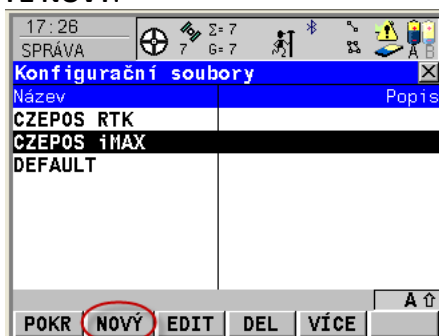 17:26
SPRÁVA
7
Σ= 7
G= 7
A B
Konfigurační soubory
Název Popis
CZEPOS RTK
CZEPOS iMAX
DEFAULT
A ⇧
POKR NOVÝ EDIT DEL VÍCE